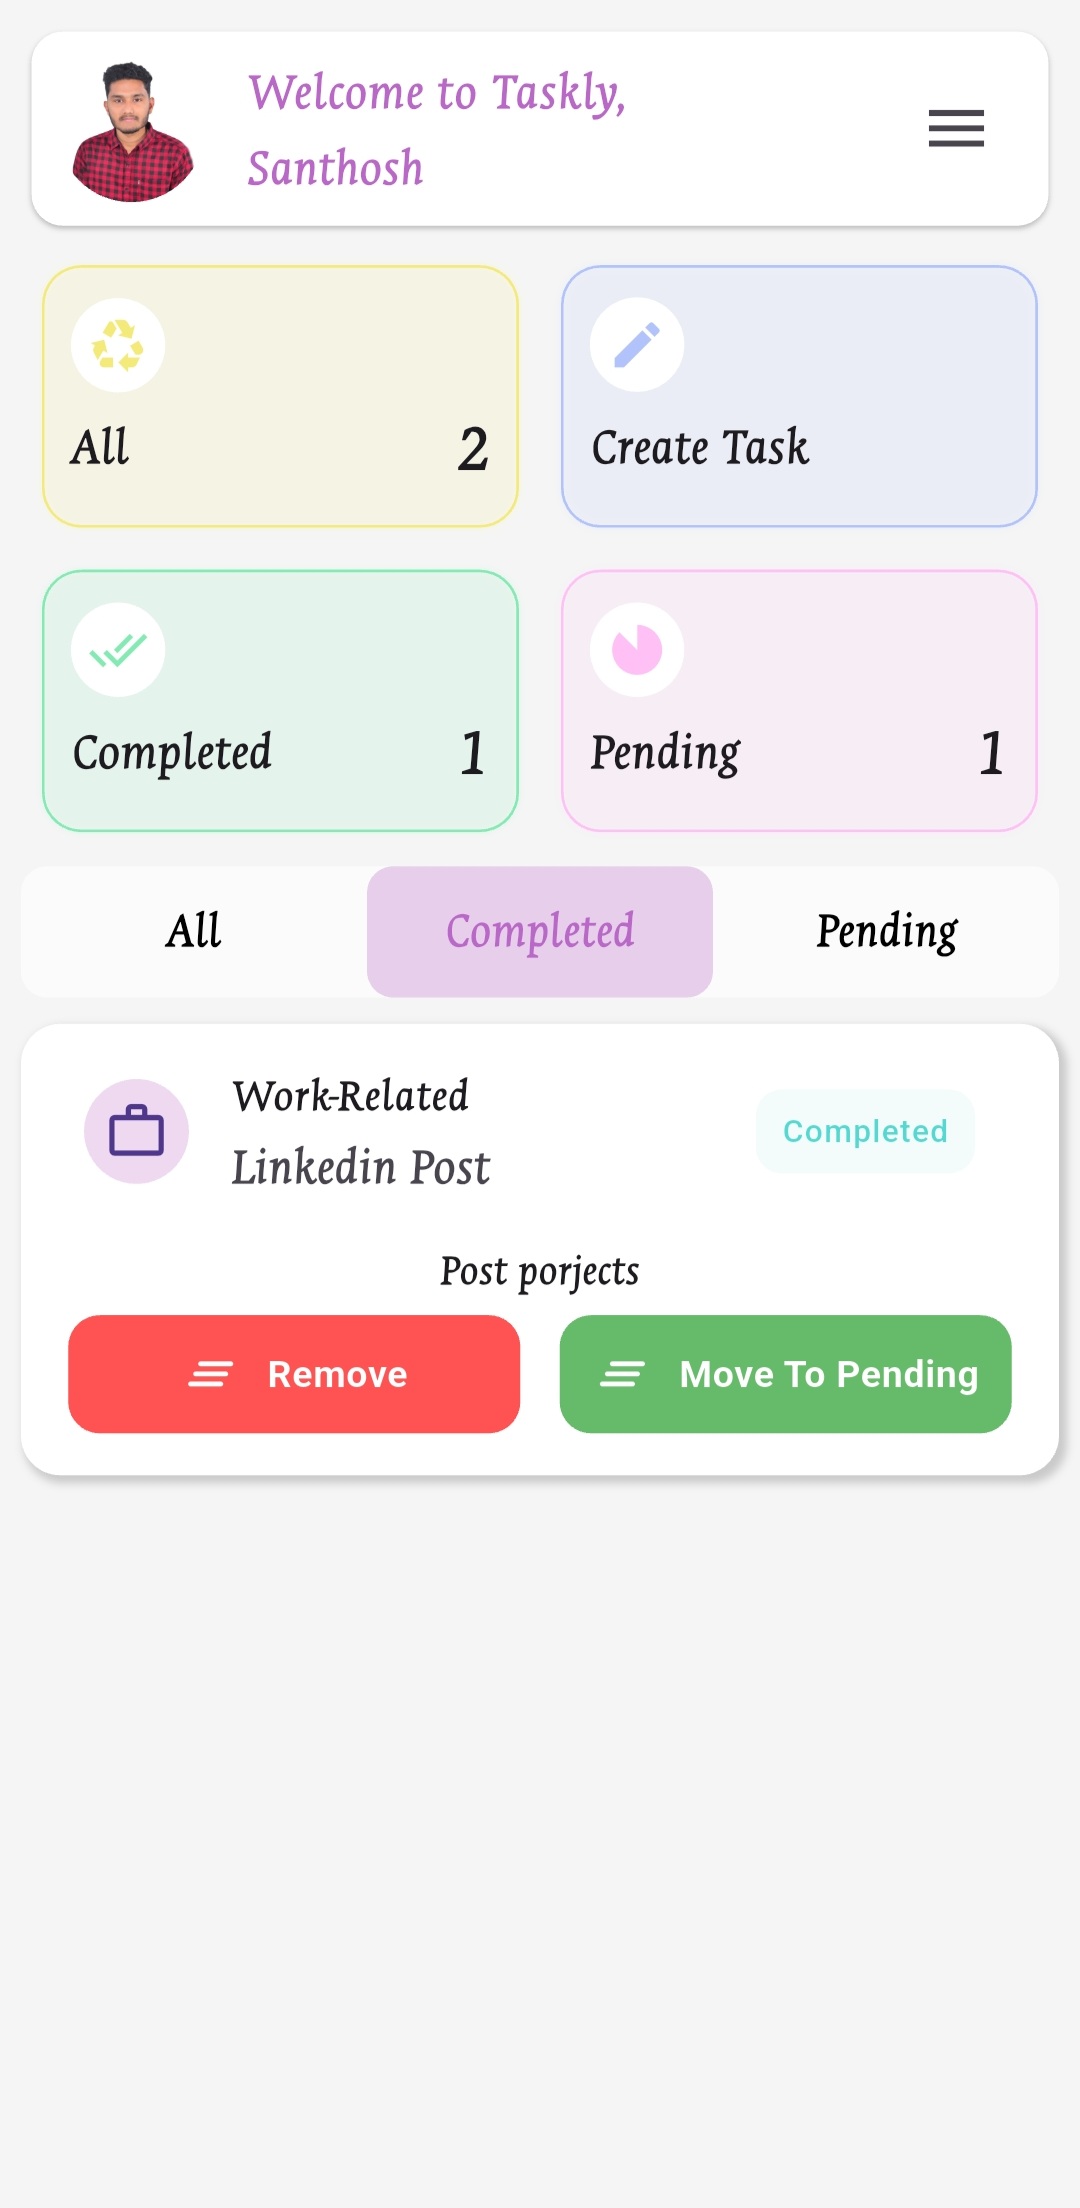 Welcome to Taskly,
Santhosh
All 2
Create Task
Completed 1
Pending 1
All Completed Pending
Work-Related
Linkedin Post
Completed
Post porjects
Remove
Move To Pending